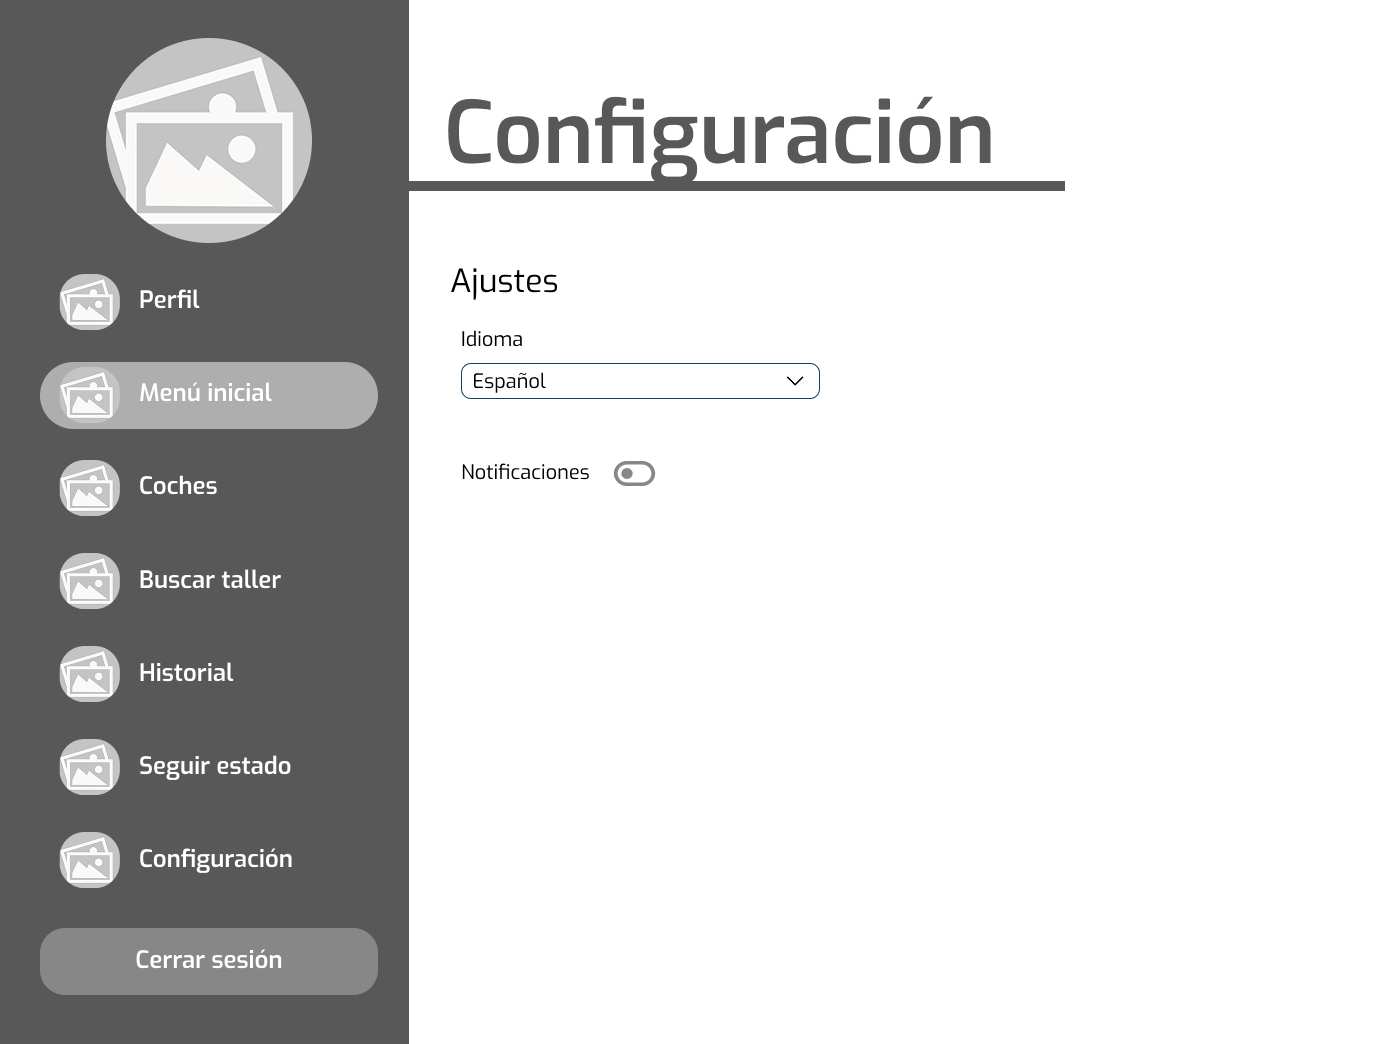 Configuración
Perfil
Menú inicial
Coches
Buscar taller
Historial
Seguir estado
Configuración
Cerrar sesión
Ajustes
Idioma
Español
Notificaciones